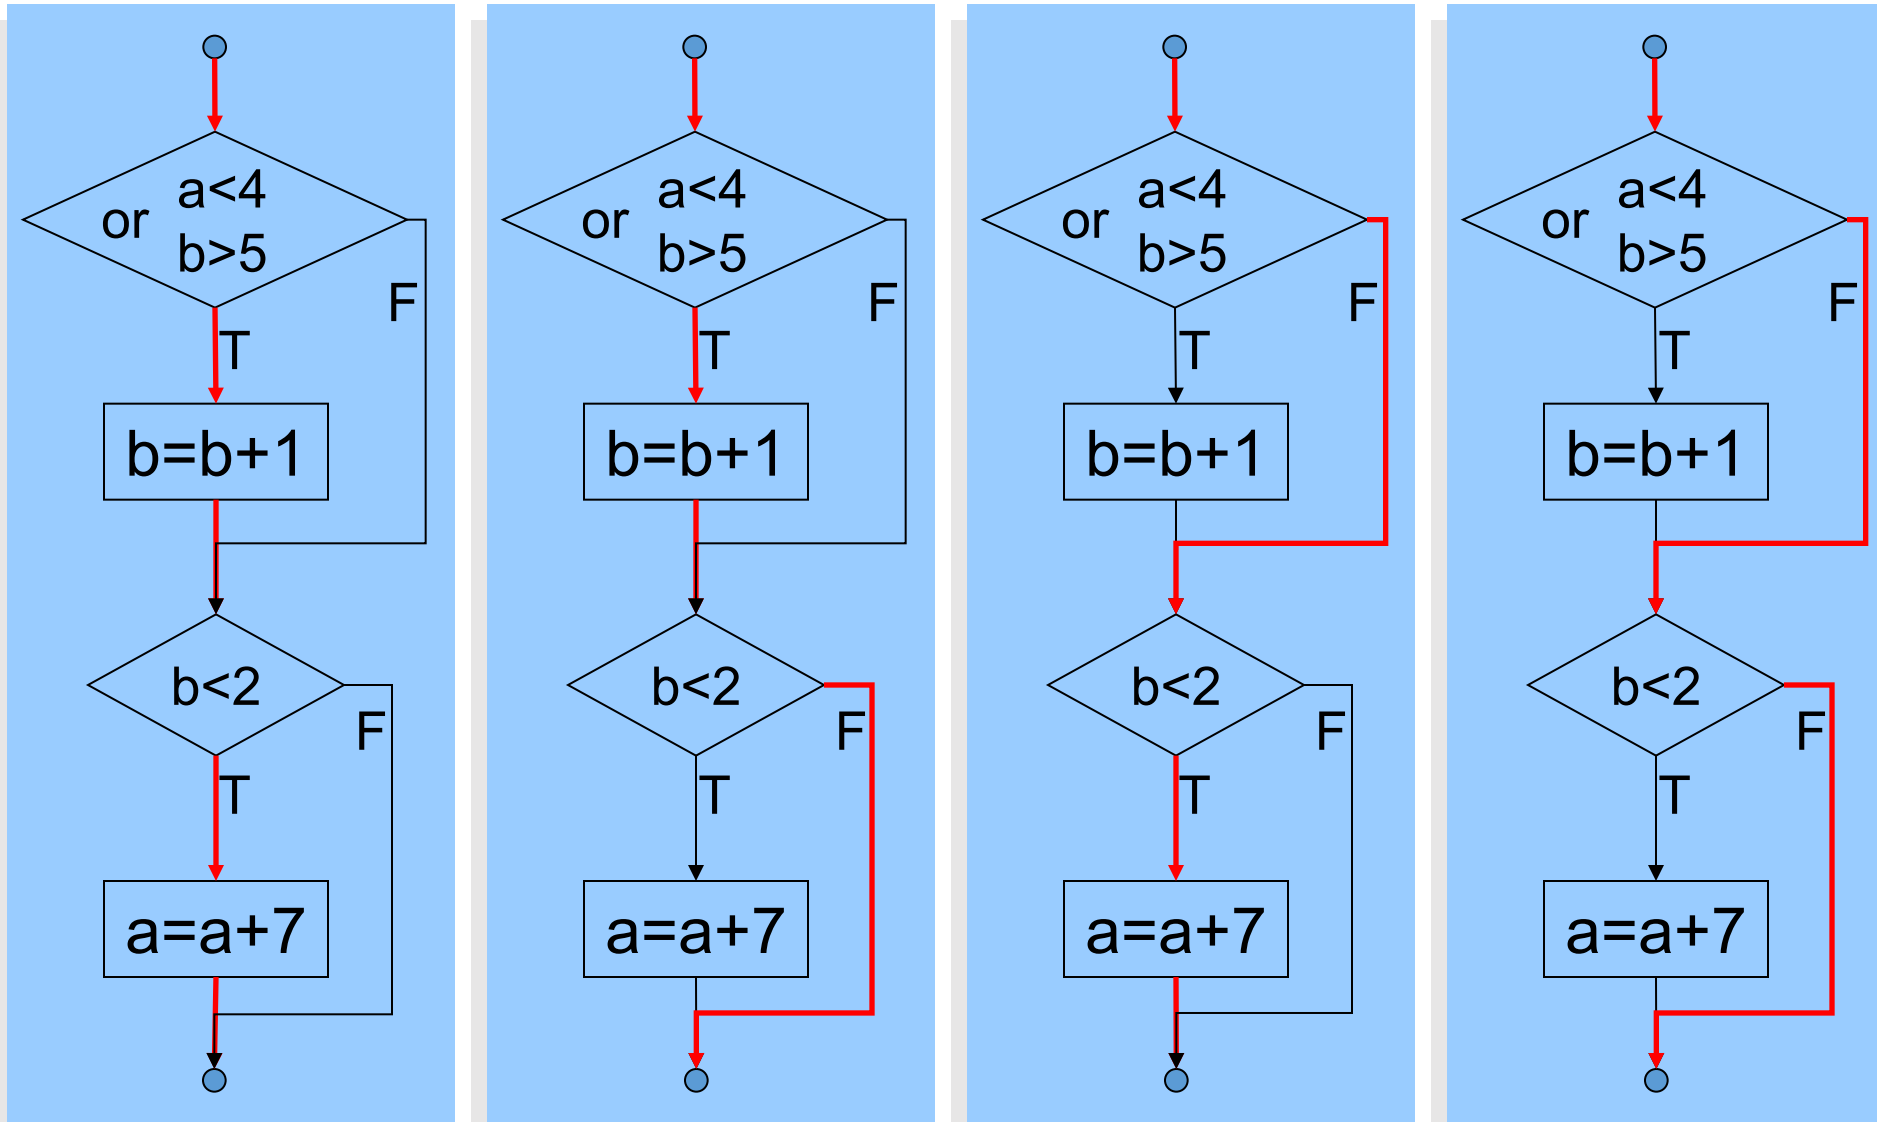 a<4
or
b>5
F
T
b=b+1
b<2
F
T
a=a+7
a<4
or
b>5
F
T
b=b+1
b<2
F
T
a=a+7
a<4
or
b>5
F
T
b=b+1
b<2
F
T
a=a+7
a<4
or
b>5
F
T
b=b+1
b<2
F
T
a=a+7